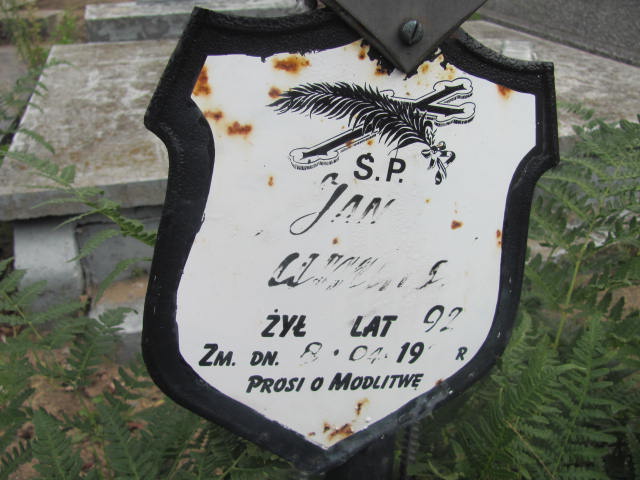 Ś.P.
JAN
ŻYŁ LAT 92
ZM. DN. 8.04.19 R
PROSI O MODLITWĘ